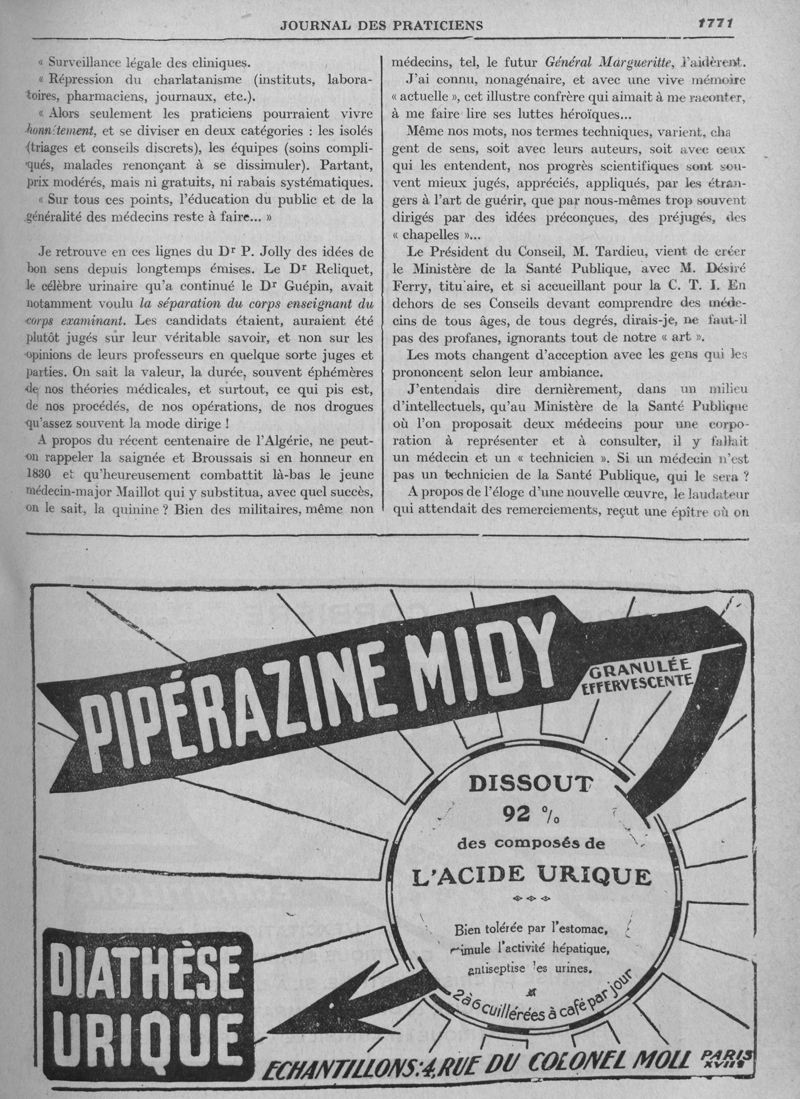 JOURNAL DES PRATICIENS
1771
« Surveillance légale des cliniques.
« Répression du charlatanisme (instituts, labora-
toires, pharmaciens, journaux, etc.).
« Alors seulement les praticiens pourraient vivre
honnêtement, et se diviser en deux catégories : les isolés
(triages et conseils discrets), les équipes (soins compli-
qués, malades renonçant à se dissimuler). Partant,
prix modérés, mais ni gratuits, ni rabais systématiques.
« Sur tous ces points, l'éducation du public et de la
généralité des médecins reste à faire... »
Je retrouve en ces lignes du Dr P. Jolly des idées de
bon sens depuis longtemps émises. Le Dr Reliquet,
le célèbre urinaire qu'a continué le Dr Guépin, avait
notamment voulu la séparation du corps enseignant du
corps examinant. Les candidats étaient, auraient été
plutôt jugés sur leur véritable savoir, et non sur les
opinions de leurs professeurs en quelque sorte juges et
parties. On sait la valeur, la durée, souvent éphémères
de nos théories médicales, et surtout, ce qui pis est,
de nos procédés, de nos opérations, de nos drogues
qu'assez souvent la mode dirige !
A propos du récent centenaire de l'Algérie, ne peut-
on rappeler la saignée et Broussais si en honneur en
1830 et qu'heureusement combattit là-bas le jeune
médecin-major Maillot qui y substitua, avec quel succès,
on le sait, la quinine ? Bien des militaires, même non
médecins, tel, le futur Général Margueritte, l'aidèrent.
J'ai connu, nonagénaire, et avec une vive mémoire
« actuelle », cet illustre confrère qui aimait à me raconter,
à me faire lire ses luttes héroïques...
Même nos mots, nos termes techniques, varient, cha
gent de sens, soit avec leurs auteurs, soit avec ceux
qui les entendent, nos progrès scientifiques sont sou-
vent mieux jugés, appréciés, appliqués, par les étran-
gers à l'art de guérir, que par nous-mêmes trop souvent
dirigés par des idées préconçues, des préjugés, des
« chapelles »...
Le Président du Conseil, M. Tardieu, vient de créer
le Ministère de la Santé Publique, avec M. Désiré
Ferry, titu aire, et si accueillant pour la C. T. I. En
dehors de ses Conseils devant comprendre des méde-
cins de tous âges, de tous degrés, dirais-je, ne faut-il
pas des profanes, ignorants tout de notre « art ».
Les mots changent d'acception avec les gens qui les
prononcent selon leur ambiance.
J'entendais dire dernièrement, dans un milieu
d'intellectuels, qu'au Ministère de la Santé Publique
où l'on proposait deux médecins pour une corpo-
ration à représenter et à consulter, il y fallait
un médecin et un « technicien ». Si un médecin n'est
pas un technicien de la Santé Publique, qui le sera ?
A propos de l'éloge d'une nouvelle œuvre, le laudateur
qui attendait des remerciements, reçut une épître où on
PIPÉRAZINE MIDY
GRANULÉE
EFFERVESCENTE
DISSOUT
92 %
des composés de
L'ACIDE URIQUE
Bien tolérée par l'estomac,
imule l'activité hépatique,
antiseptise 'es urines.
2 à 6 cuillérées à café par jour
DIATHÈSE
URIQUE
ECHANTILLONS: 4, RUE DU COLONEL MOLL PARIS
XVIIe